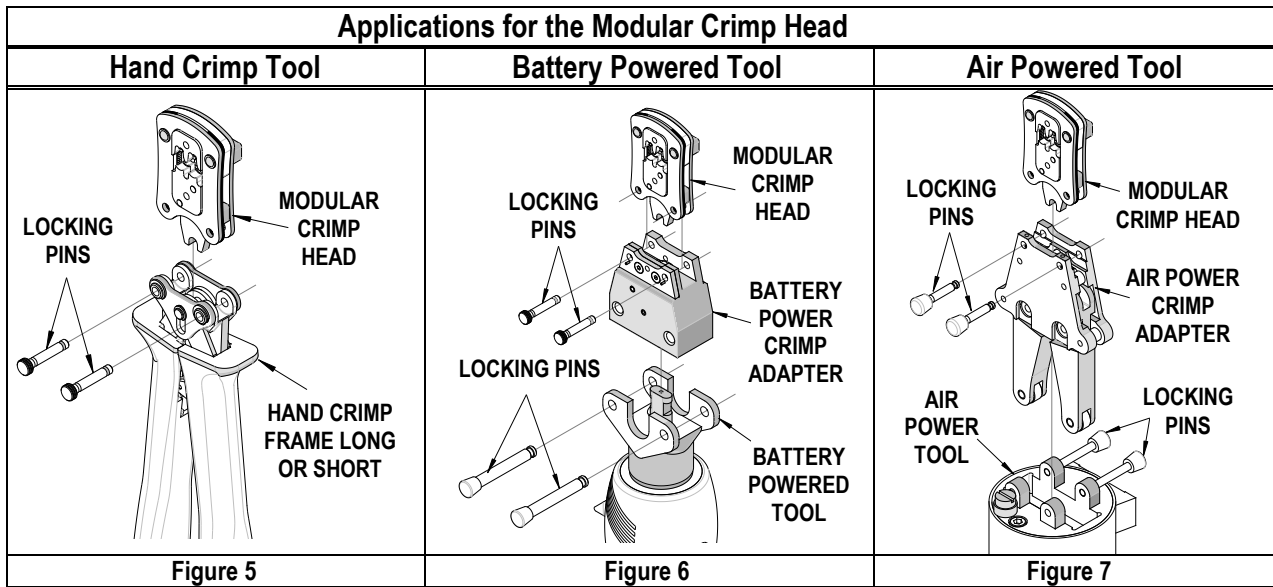 Applications for the Modular Crimp Head
Hand Crimp Tool
Battery Powered Tool
Air Powered Tool
LOCKING
PINS
MODULAR
CRIMP
HEAD
HAND CRIMP
FRAME LONG
OR SHORT
LOCKING
PINS
MODULAR
CRIMP
HEAD
BATTERY
POWER
CRIMP
ADAPTER
LOCKING PINS
BATTERY
POWERED
TOOL
LOCKING
PINS
MODULAR
CRIMP HEAD
AIR POWER
CRIMP
ADAPTER
AIR
POWER
TOOL
LOCKING
PINS
Figure 5
Figure 6
Figure 7